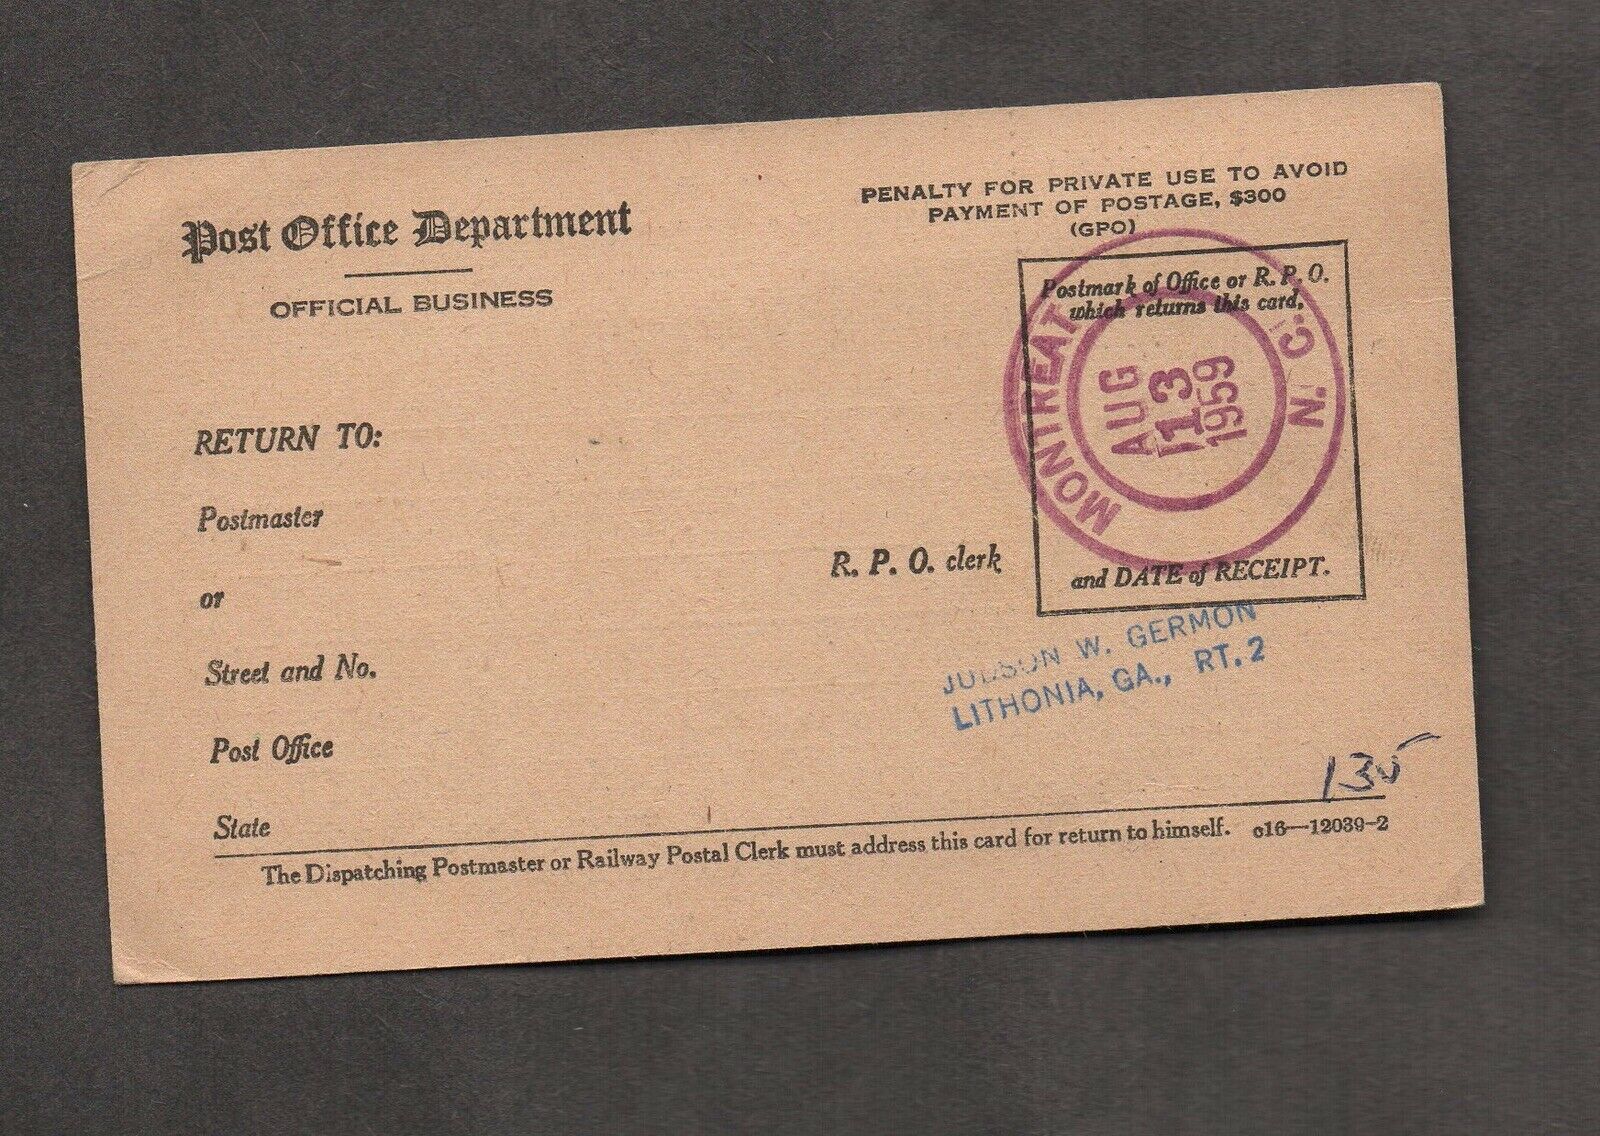 Post Office Department
OFFICIAL BUSINESS
PENALTY FOR PRIVATE USE TO AVOID
PAYMENT OF POSTAGE, $300
(GPO)
Postmark of Office or R. P. O.
which returns this card,
MONTREAT N. C.
AUG
13
1959
and DATE of RECEIPT.
RETURN TO:
Postmaster
or
R. P. O. clerk
Street and No.
Post Office
State
JUDSON W. GERMON
LITHONIA, GA., RT. 2
135
The Dispatching Postmaster or Railway Postal Clerk must address this card for return to himself. c16—12039-2